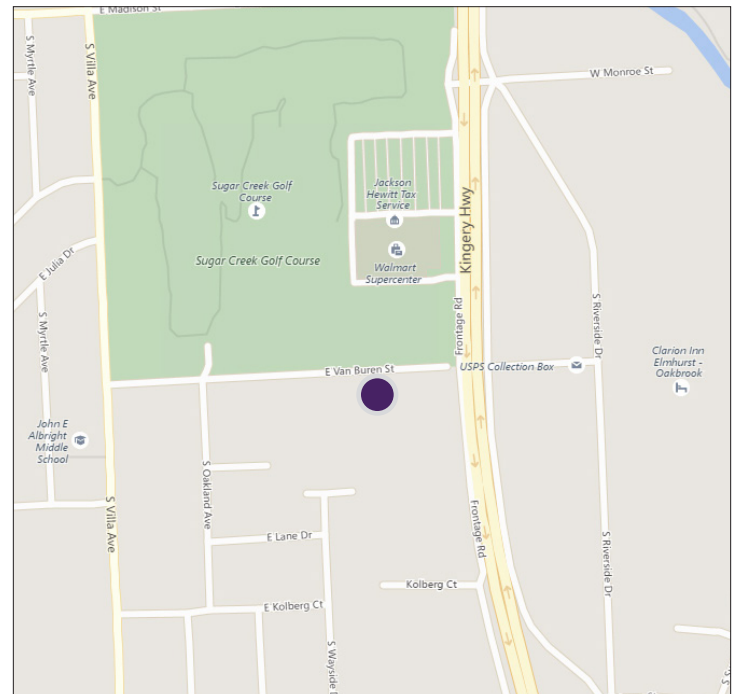 E Madison St
S Myrtle Ave
S Villa Ave
W Monroe St
Sugar Creek Golf
Course
Jackson
Hewitt Tax
Service
Kingery Hwy
Sugar Creek Golf Course
Walmart
Supercenter
E Julia Dr
S Myrtle Ave
Frontage Rd
S Riverside Dr
E Van Buren St
USPS Collection Box
Clarion Inn
Elmhurst -
Oakbrook
John E
Albright
Middle
School
S Oakland Ave
S Villa Ave
E Lane Dr
Frontage Rd
S Riverside Dr
Kolberg Ct
E Kolberg Ct
S Wayside